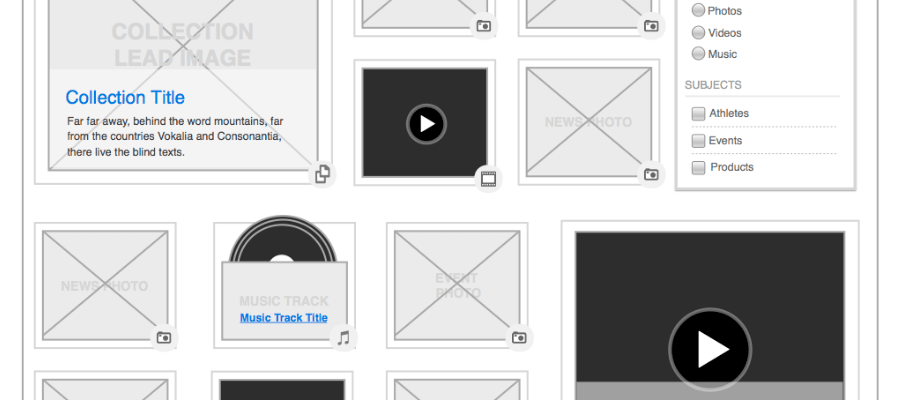 COLLECTION
LEAD IMAGE
Collection Title
Far far away, behind the word mountains, far
from the countries Vokalia and Consonantia,
there live the blind texts.
NEWS PHOTO
Photos
Videos
Music
SUBJECTS
Athletes
Events
Products
NEWS PHOTO
MUSIC TRACK
Music Track Title
EVENT
PHOTO